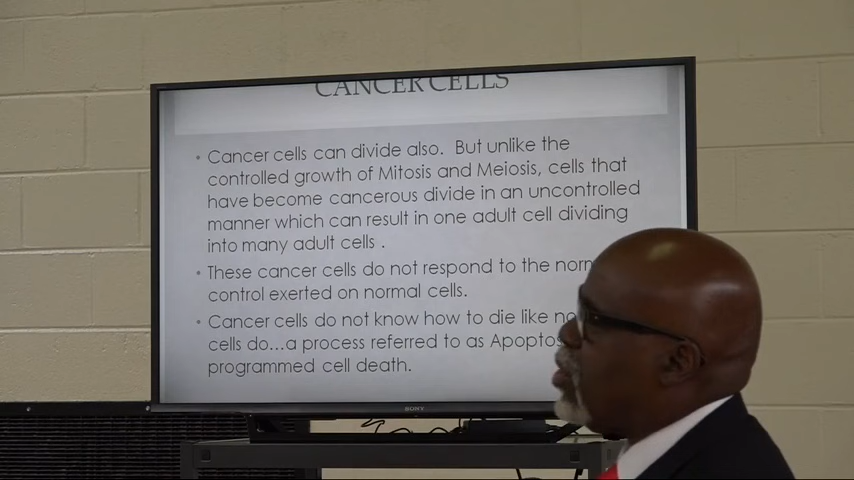 CANCER CELLS
• Cancer cells can divide also. But unlike the
controlled growth of Mitosis and Meiosis, cells that
have become cancerous divide in an uncontrolled
manner which can result in one adult cell dividing
into many adult cells .
• These cancer cells do not respond to the
control exerted on normal cells.
• Cancer cells do not know how to die like
cells do...a process referred to as
programmed cell death.
SONY